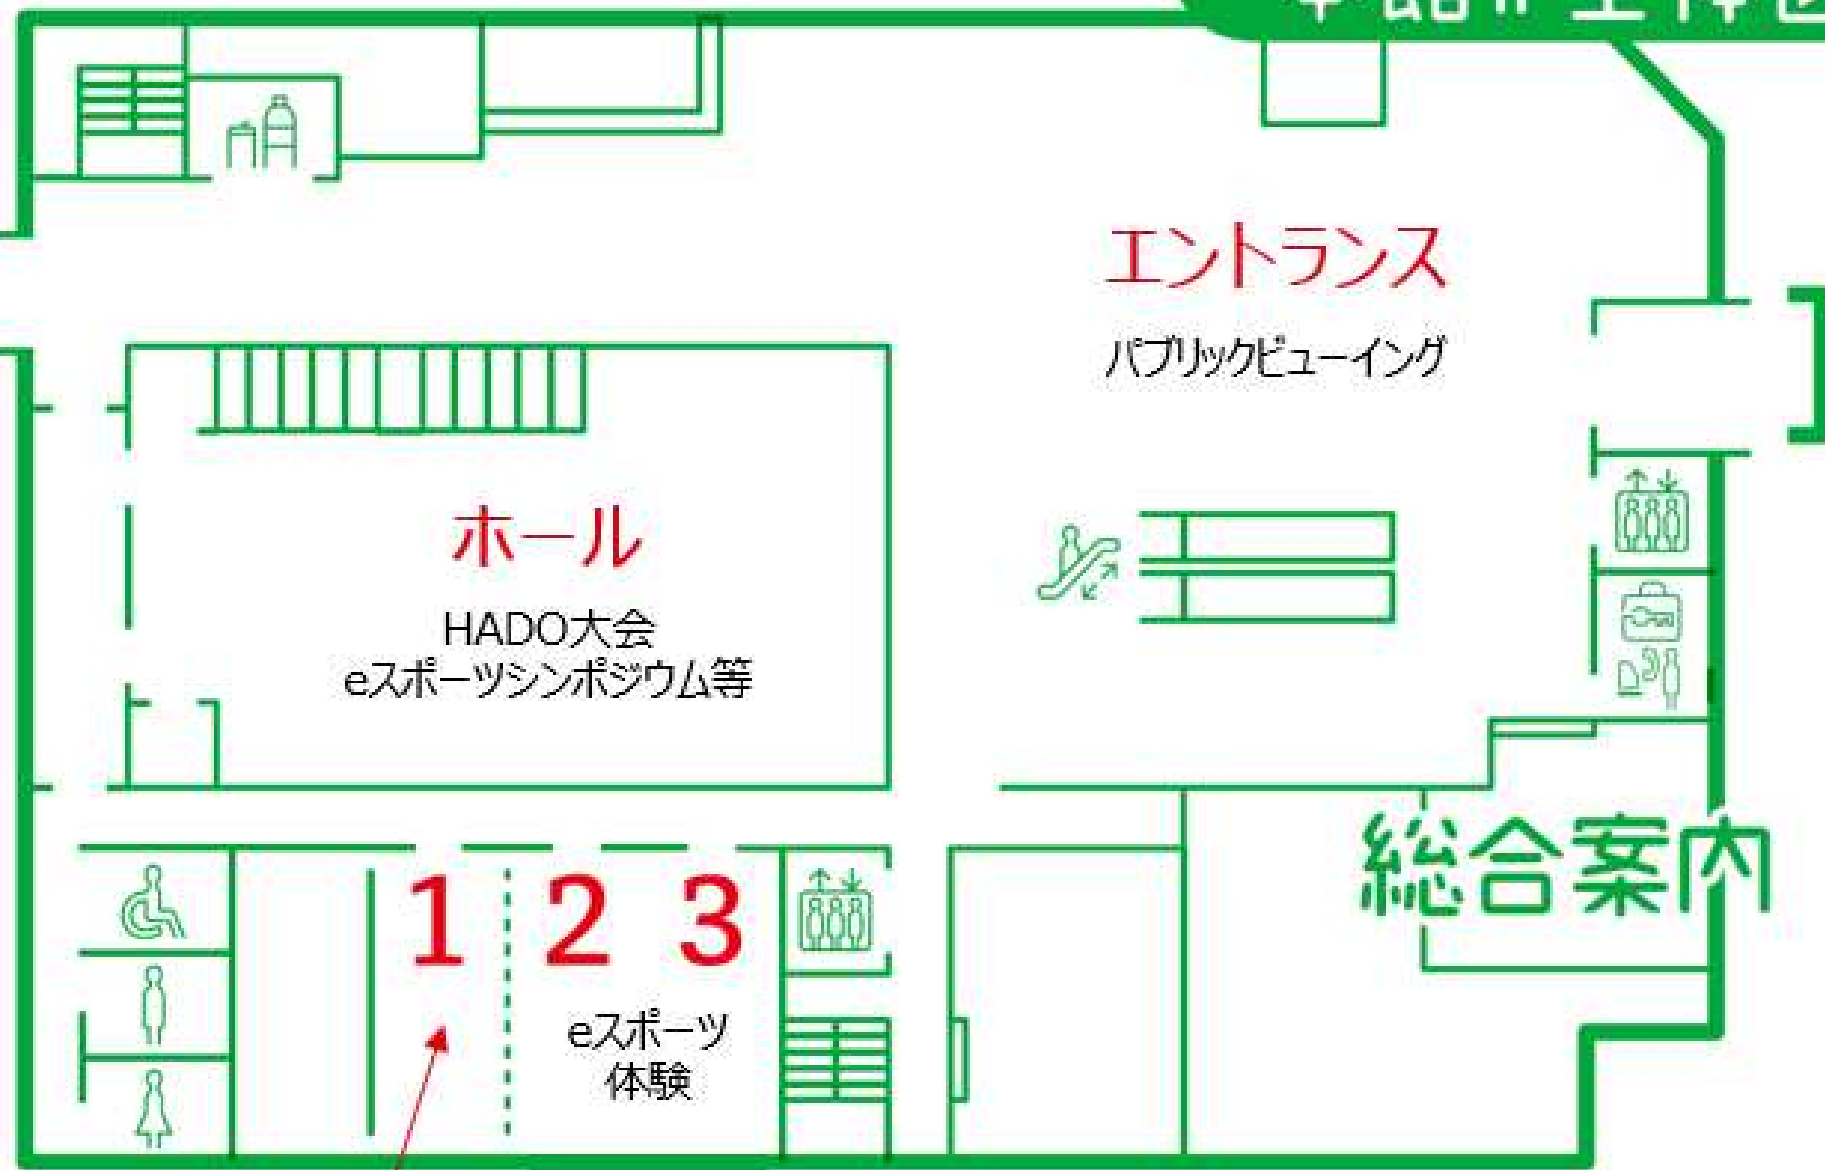 エントランス
パブリックビューイング
ホール
HADO大会
eスポーツシンポジウム等
総合案内
1 2 3
eスポーツ
体験